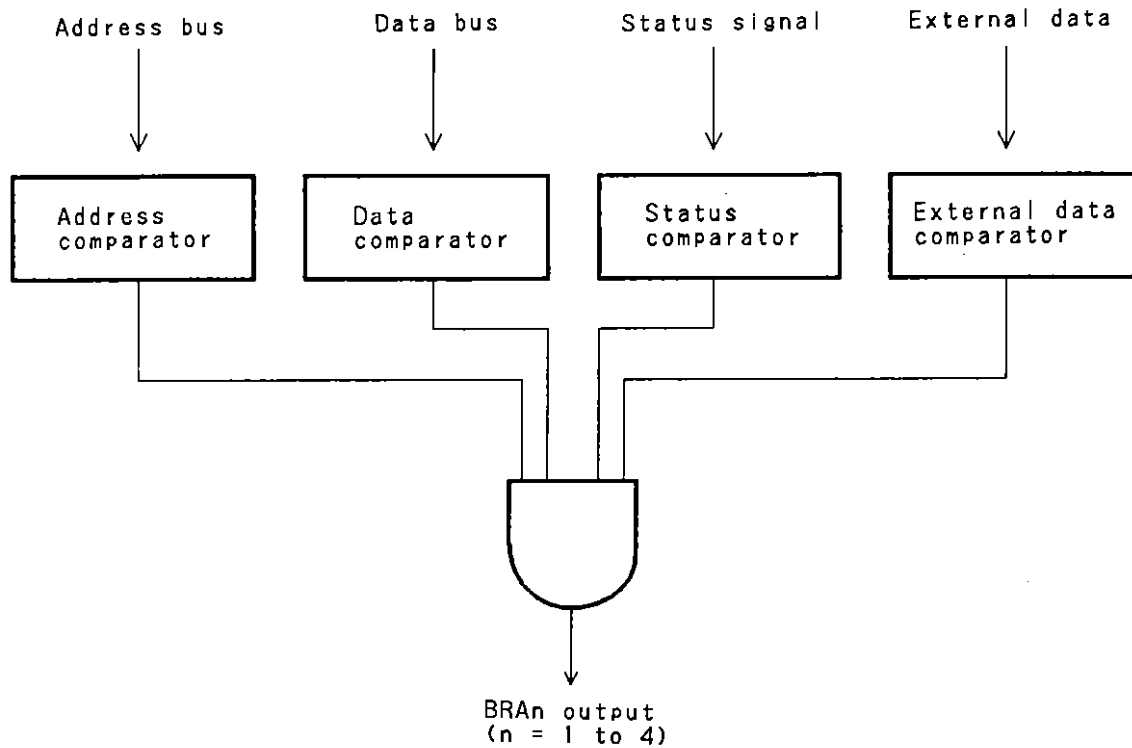 Address bus
Data bus
Status signal
External data
Address
comparator
Data
comparator
Status
comparator
External data
comparator
BRAn output
(n = 1 to 4)